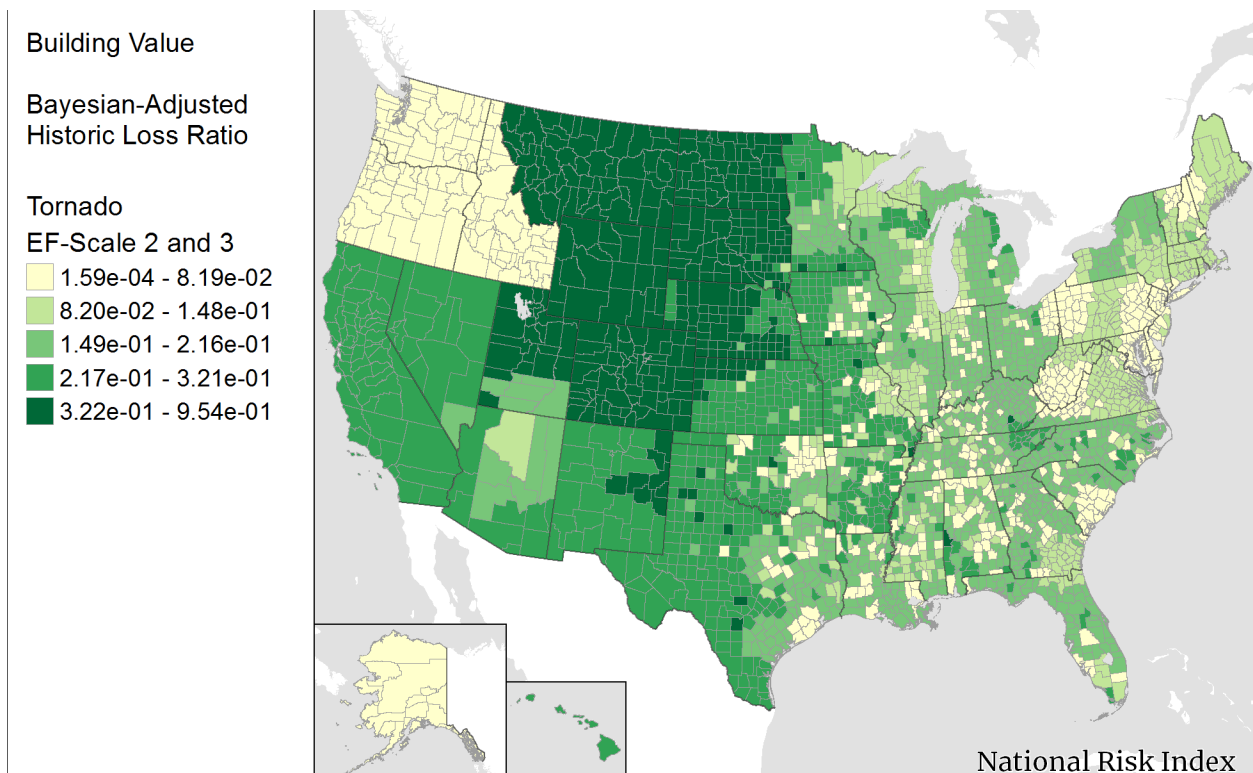 Building Value
Bayesian-Adjusted
Historic Loss Ratio
Tornado
EF-Scale 2 and 3
1.59e-04 - 8.19e-02
8.20e-02 - 1.48e-01
1.49e-01 - 2.16e-01
2.17e-01 - 3.21e-01
3.22e-01 - 9.54e-01
National Risk Index